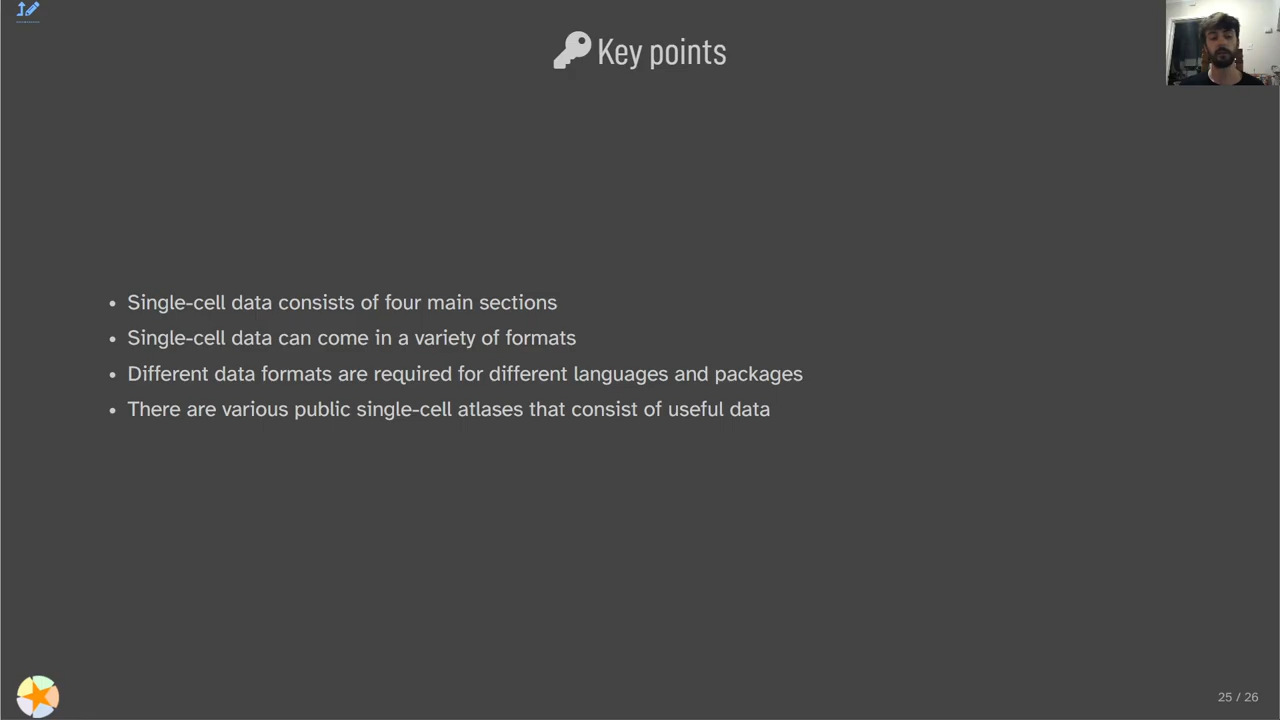 Key points
Single-cell data consists of four main sections
Single-cell data can come in a variety of formats
Different data formats are required for different languages and packages
There are various public single-cell atlases that consist of useful data
25 / 26